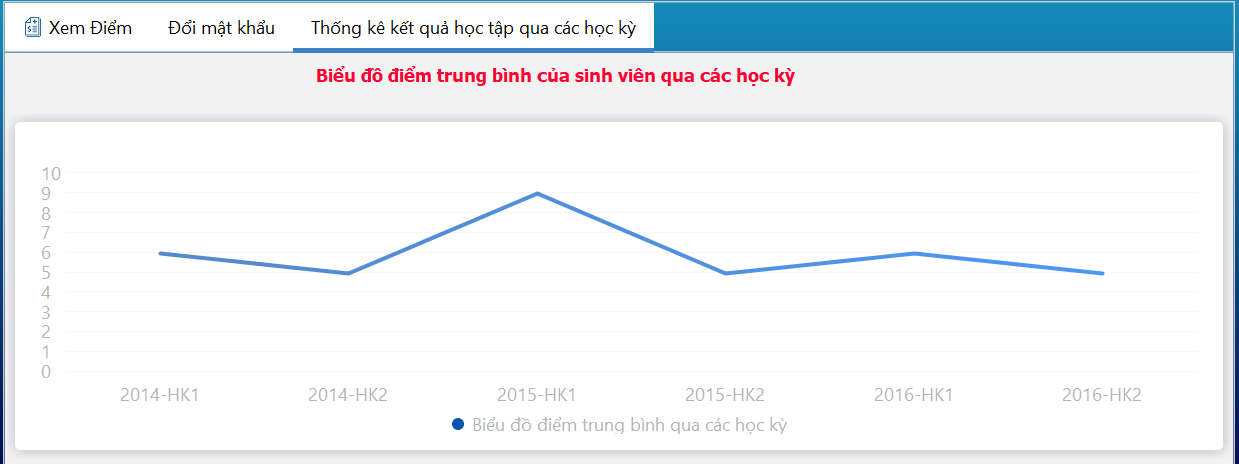 Xem Điểm Đổi mật khẩu Thống kê kết quả học tập qua các học kỳ
Biểu đồ điểm trung bình của sinh viên qua các học kỳ
10
9
8
7
6
5
4
3
2
1
0
2014-HK1 2014-HK2 2015-HK1 2015-HK2 2016-HK1 2016-HK2
Biểu đồ điểm trung bình qua các học kỳ